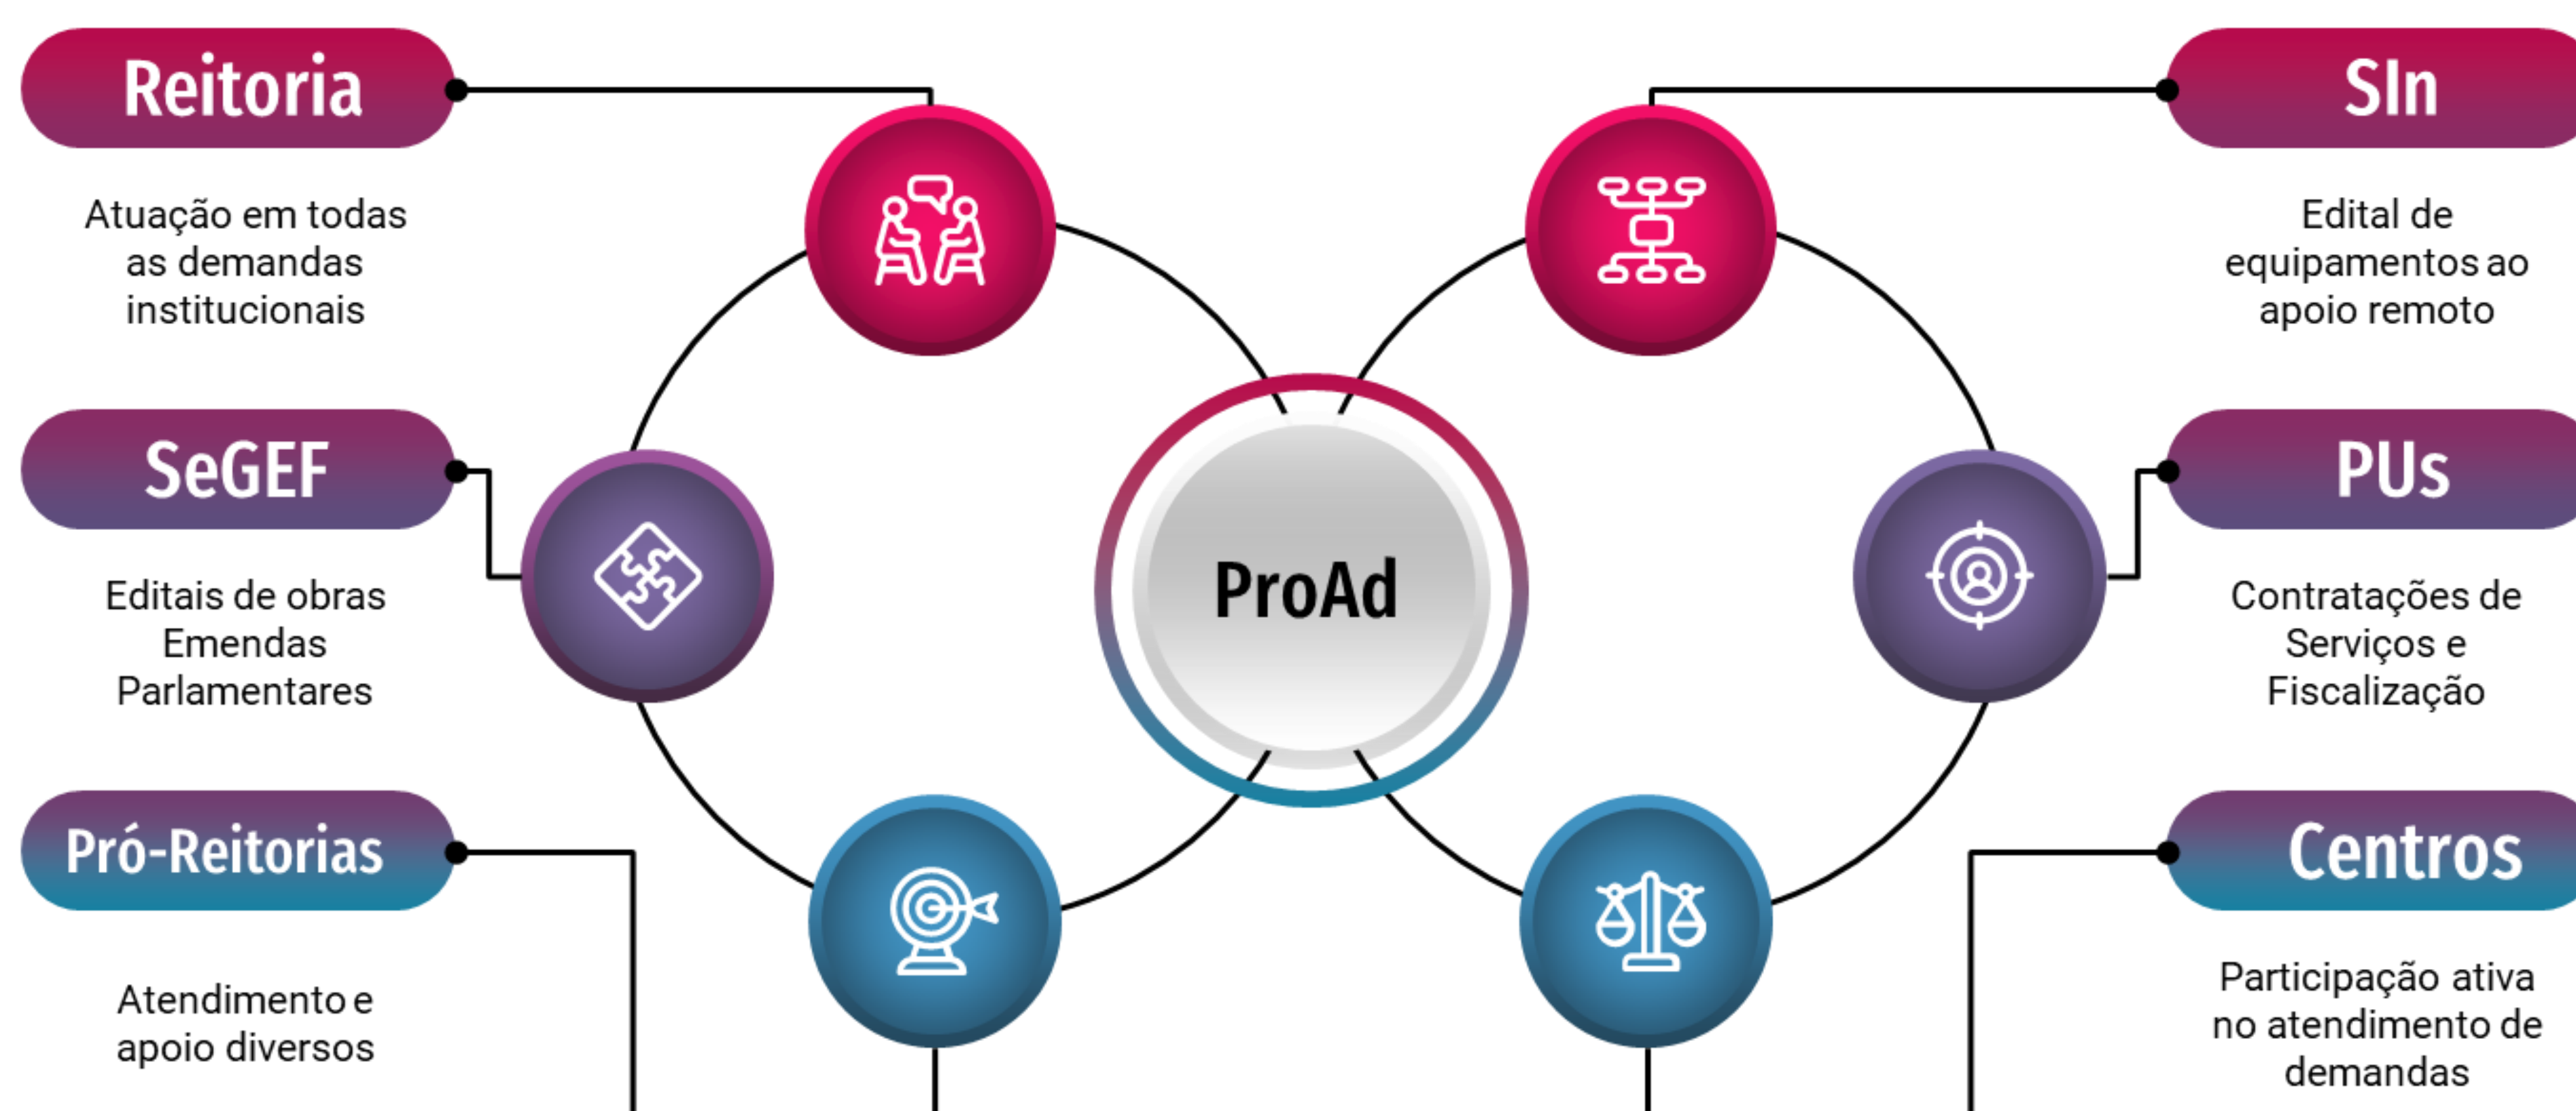 Reitoria
Atuação em todas
as demandas
institucionais
SeGEF
Editais de obras
Emendas
Parlamentares
Pró-Reitorias
Atendimento e
apoio diversos
ProAd
SIn
Edital de
equipamentos ao
apoio remoto
PUs
Contratações de
Serviços e
Fiscalização
Centros
Participação ativa
no atendimento de
demandas